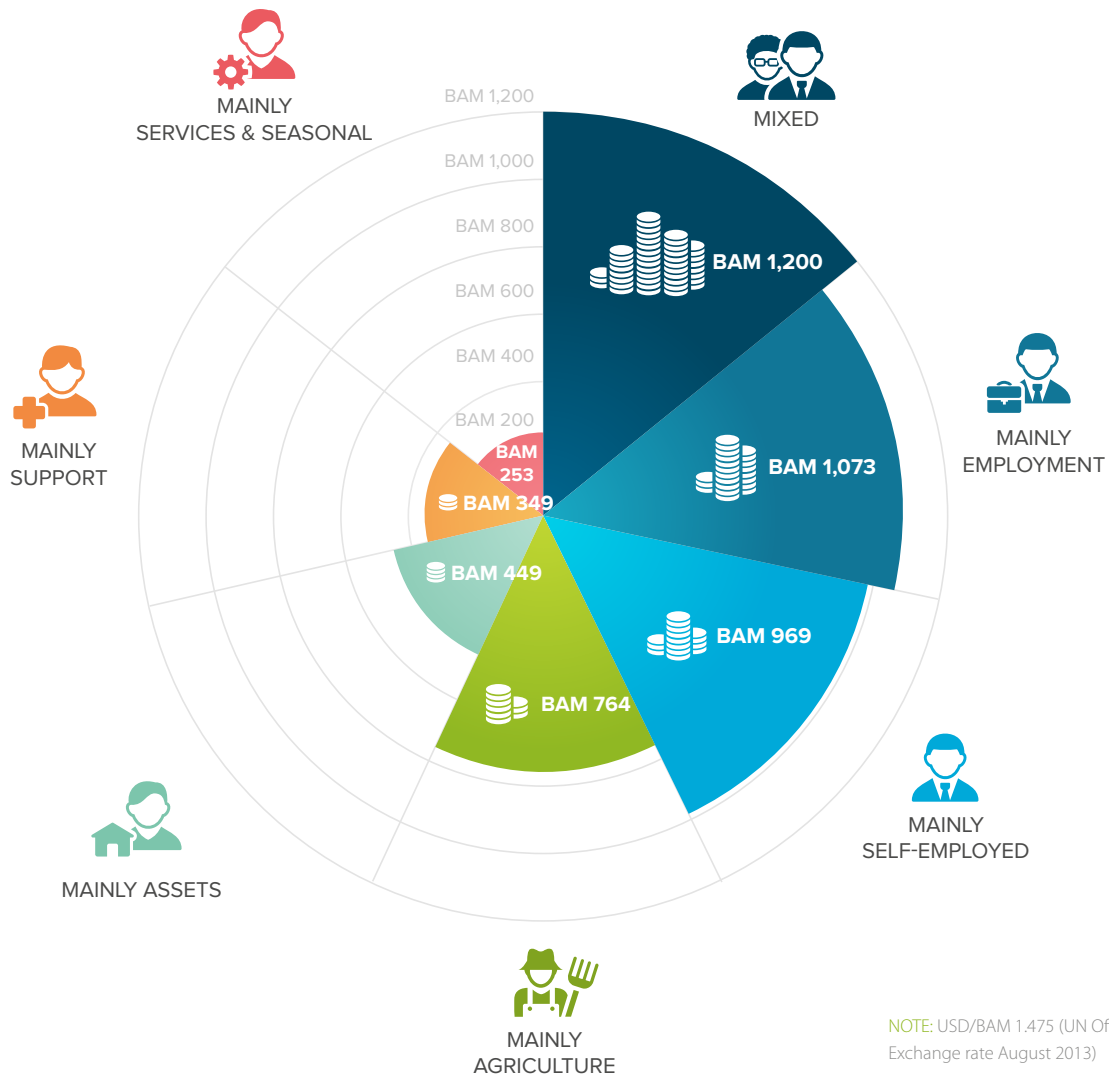 MAINLY
SERVICES & SEASONAL
MIXED
BAM 1,200
BAM 1,000
BAM 800
BAM 600
BAM 400
BAM 200
BAM 1,200
BAM 1,073
BAM 969
BAM 764
BAM 449
BAM 349
BAM
253
MAINLY
EMPLOYMENT
MAINLY
SUPPORT
MAINLY
SELF-EMPLOYED
MAINLY ASSETS
MAINLY
AGRICULTURE
NOTE: USD/BAM 1.475 (UN Of
Exchange rate August 2013)